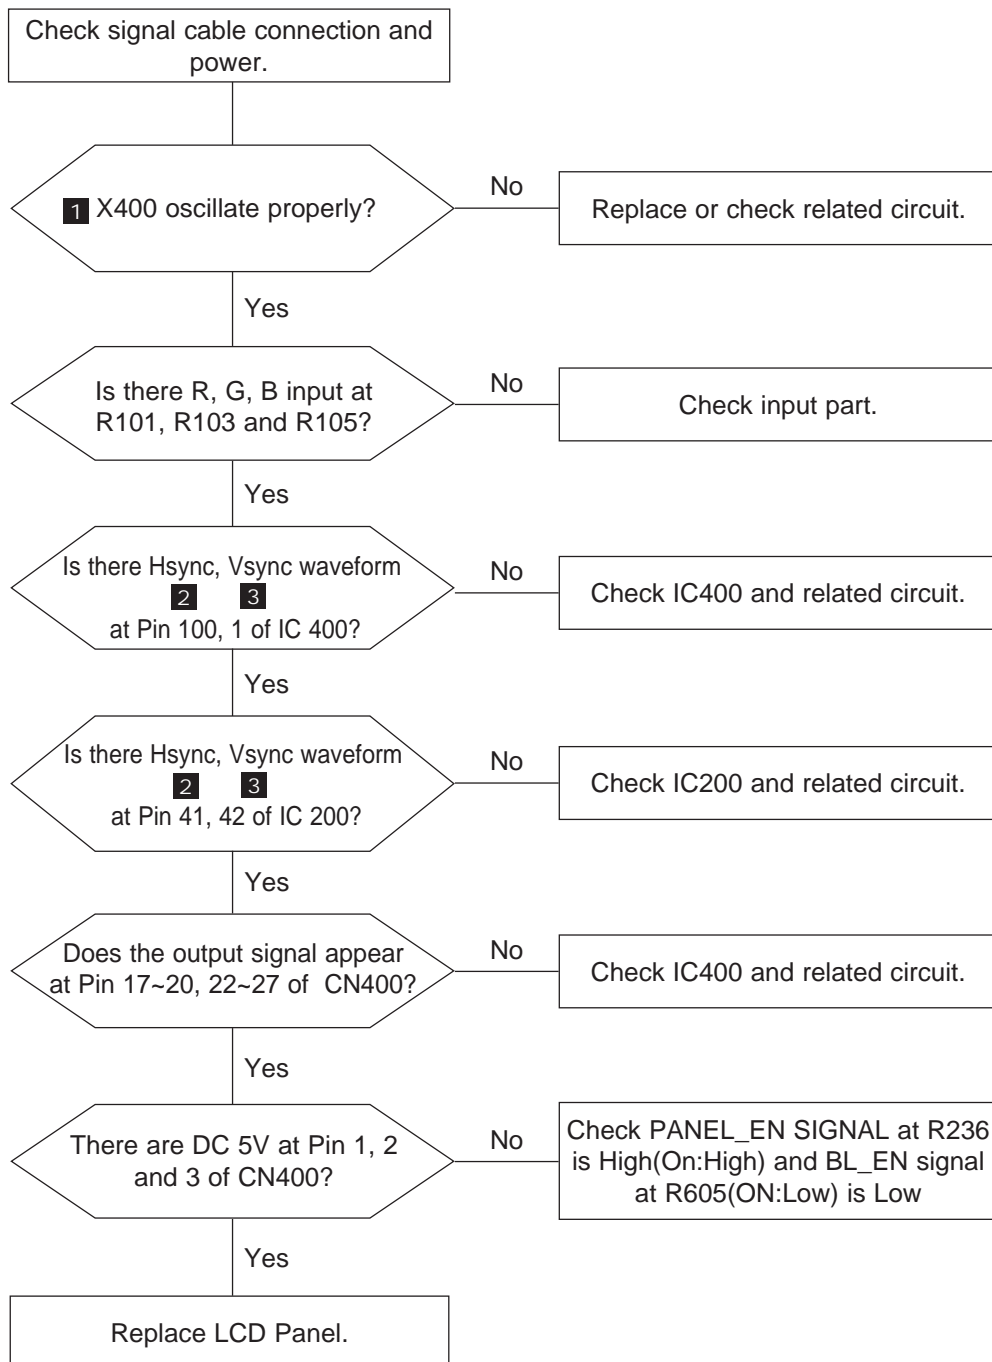 Check signal cable connection and
power.
1 X400 oscillate properly?
No
Replace or check related circuit.
Yes
Is there R, G, B input at
R101, R103 and R105?
No
Check input part.
Yes
Is there Hsync, Vsync waveform
2 3
at Pin 100, 1 of IC 400?
No
Check IC400 and related circuit.
Yes
Is there Hsync, Vsync waveform
2 3
at Pin 41, 42 of IC 200?
No
Check IC200 and related circuit.
Yes
Does the output signal appear
at Pin 17~20, 22~27 of CN400?
No
Check IC400 and related circuit.
Yes
There are DC 5V at Pin 1, 2
and 3 of CN400?
No
Check PANEL_EN SIGNAL at R236
is High(On:High) and BL_EN signal
at R605(ON:Low) is Low
Yes
Replace LCD Panel.